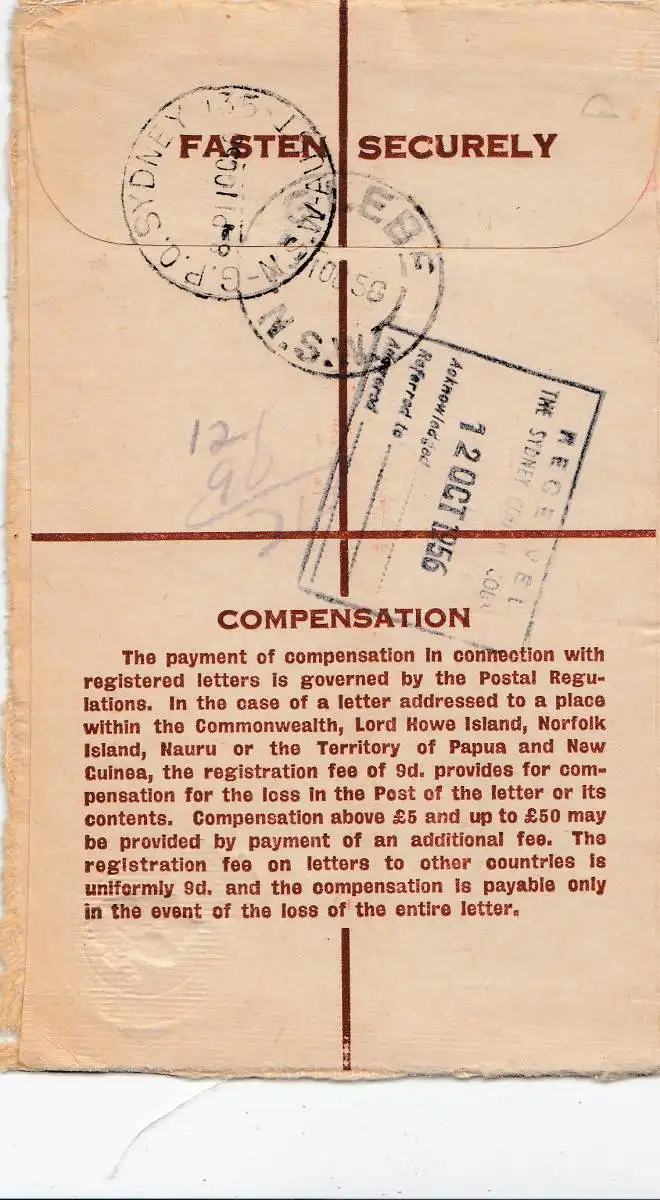 FASTEN SECURELY
G.P.O. SYDNEY 135
N.S.W-AUST
GLEBE
N.S.W.
RECEIVED
THE SYDNEY
12 OCT 1956
Acknowledged
Referred to
Answered
COMPENSATION
The payment of compensation in connection with
registered letters is governed by the Postal Regu-
lations. In the case of a letter addressed to a place
within the Commonwealth, Lord Howe Island, Norfolk
Island, Nauru or the Territory of Papua and New
Guinea, the registration fee of 9d. provides for com-
pensation for the loss in the Post of the letter or its
contents. Compensation above £5 and up to £50 may
be provided by payment of an additional fee. The
registration fee on letters to other countries is
uniformly 9d. and the compensation is payable only
in the event of the loss of the entire letter.